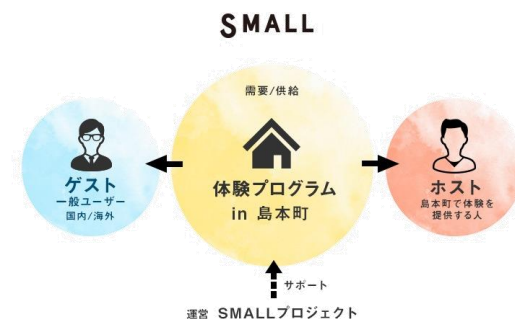 SMALL
需要/供給
ゲスト
一般ユーザー
国内/海外
体験プログラム
in 島本町
ホスト
島本町で体験を
提供する人
サポート
運営 SMALLプロジェクト